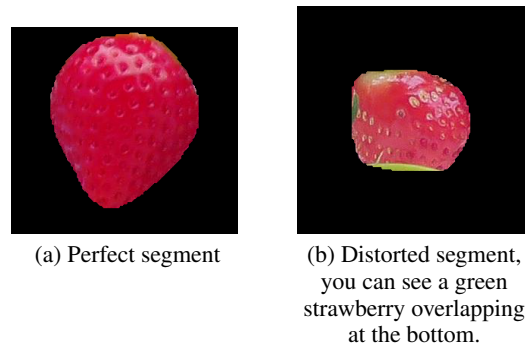 (a) Perfect segment
(b) Distorted segment,
you can see a green
strawberry overlapping
at the bottom.